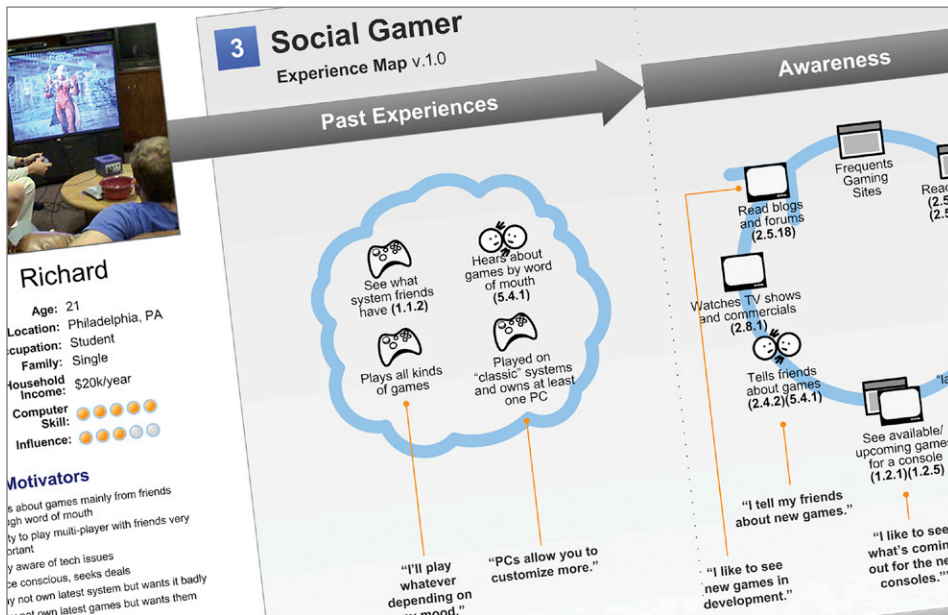 3 Social Gamer
Experience Map v.1.0
Past Experiences
Awareness
Richard
Age: 21
Location: Philadelphia, PA
Student
Family: Single
Household
Income: $20k/year
Computer
Skill:
Influence:
Motivators
about games mainly from friends
word of mouth
to play multi-player with friends very
aware of tech issues
conscious, seeks deals
not own latest system but wants it badly
not own latest games but wants them
See what
system friends
have (1.1.2)
Hears about
games by word
of mouth
(5.4.1)
Plays all kinds
of games
Played on
"classic" systems
and owns at least
one PC
"I'll play
whatever
depending on
mood."
"PCs allow you to
customize more."
Read blogs
and forums
(2.5.18)
Frequents
Gaming
Sites
Watches TV shows
and commercials
(2.8.1)
Tells friends
about games
(2.4.2)(5.4.1)
See available/
upcoming games
for a console
(1.2.1)(1.2.5)
"I like to see
new games in
development."
"I tell my friends
about new games."
"I like to see
what's coming
out for the
consoles."